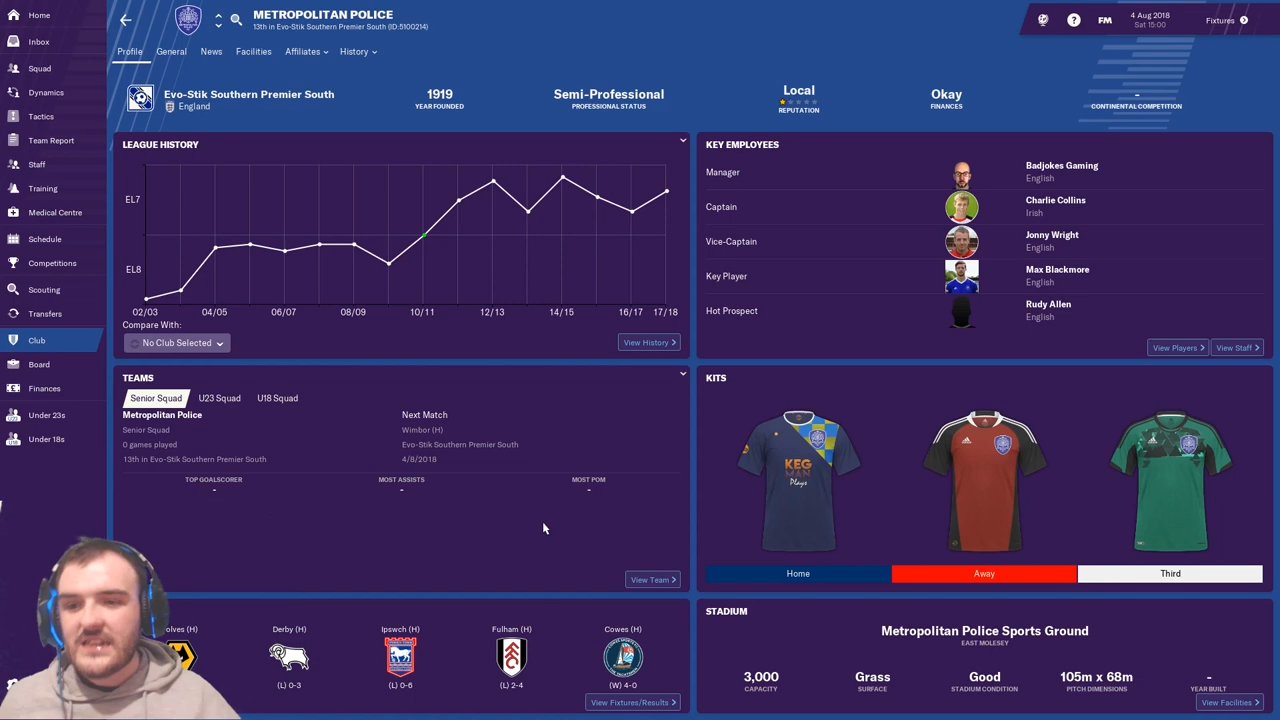 Home
METROPOLITAN POLICE
13th in Evo-Stik Southern Premier South (ID:5100214)
FM
4 Aug 2018
Sat 15:00
Fixtures
Inbox
Squad
Dynamics
Tactics
Team Report
Staff
Training
Medical Centre
Schedule
Competitions
Scouting
Transfers
Club
Board
Finances
Under 23s
Under 18s
Profile
General
News
Facilities
Affiliates
History
Evo-Stik Southern Premier South
England
1919
YEAR FOUNDED
Semi-Professional
PROFESSIONAL STATUS
Local
REPUTATION
Okay
FINANCES
-
CONTINENTAL COMPETITION
LEAGUE HISTORY
EL7
EL8
02/03 04/05 06/07 08/09 10/11 12/13 14/15 16/17 17/18
Compare With:
No Club Selected
View History
KEY EMPLOYEES
Manager
Badjokes Gaming
English
Captain
Charlie Collins
Irish
Vice-Captain
Jonny Wright
English
Key Player
Max Blackmore
English
Hot Prospect
Rudy Allen
English
View Players
View Staff
TEAMS
Senior Squad
U23 Squad
U18 Squad
Metropolitan Police
Senior Squad
0 games played
13th in Evo-Stik Southern Premier South
Next Match
Wimbor (H)
Evo-Stik Southern Premier South
4/8/2018
TOP GOALSCORER
-
MOST ASSISTS
-
MOST POM
-
View Team
KITS
KEG
MAN
Plays
Home
Away
Third
olves (H)
Derby (H)
(L) 0-3
Ipswch (H)
(L) 0-6
Fulham (H)
(L) 2-4
Cowes (H)
(W) 4-0
View Fixtures/Results
STADIUM
Metropolitan Police Sports Ground
EAST MOLESEY
3,000
CAPACITY
Grass
SURFACE
Good
STADIUM CONDITION
105m x 68m
PITCH DIMENSIONS
-
YEAR BUILT
View Facilities